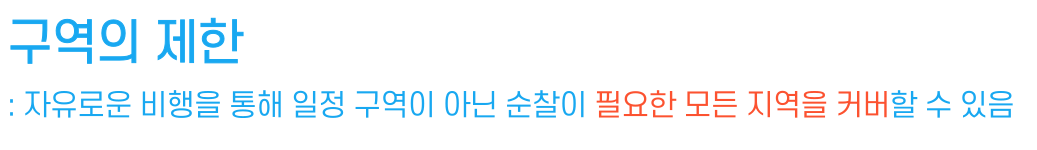 구역의 제한
: 자유로운 비행을 통해 일정 구역이 아닌 순찰이 필요한 모든 지역을 커버할 수 있음